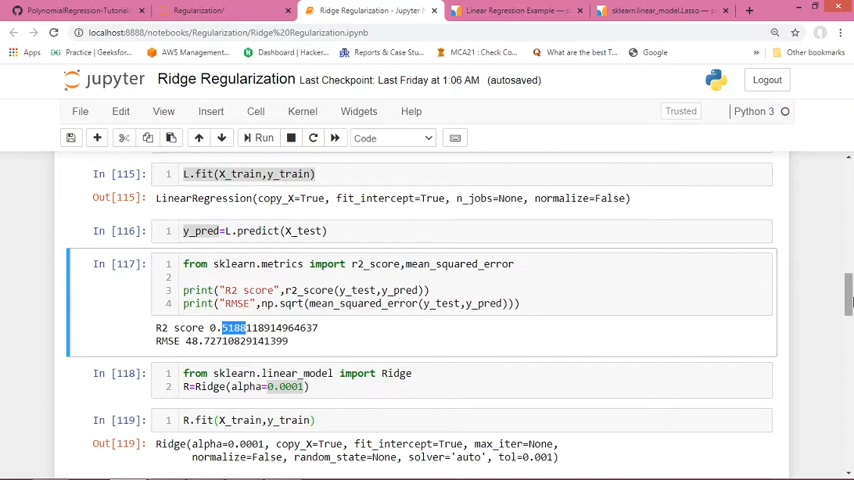 PolynomialRegression-Tutorial/
Regularization/
Ridge Regularization - Jupyter N
Linear Regression Example —
sklearn.linear_model.Lasso —
localhost:8888/notebooks/Regularization/Ridge%20Regularization.ipynb
Apps
Practice | Geeksfor...
AWS Management...
Dashboard | Hacker...
Reports & Case Stu...
MCA21 : Check Co...
What are the best T...
Google
Other bookmarks
jupyter Ridge Regularization Last Checkpoint: Last Friday at 1:06 AM (autosaved)
Logout
File Edit View Insert Cell Kernel Widgets Help
Trusted
Python 3
Run
Code
In [115]: 1 L.fit(X_train,y_train)
Out[115]: LinearRegression(copy_X=True, fit_intercept=True, n_jobs=None, normalize=False)
In [116]: 1 y_pred=L.predict(X_test)
In [117]: 1 from sklearn.metrics import r2_score,mean_squared_error
2
3 print("R2 score",r2_score(y_test,y_pred))
4 print("RMSE",np.sqrt(mean_squared_error(y_test,y_pred)))
R2 score 0.5188118914964637
RMSE 48.72710829141399
In [118]: 1 from sklearn.linear_model import Ridge
2 R=Ridge(alpha=0.0001)
In [119]: 1 R.fit(X_train,y_train)
Out[119]: Ridge(alpha=0.0001, copy_X=True, fit_intercept=True, max_iter=None,
normalize=False, random_state=None, solver='auto', tol=0.001)